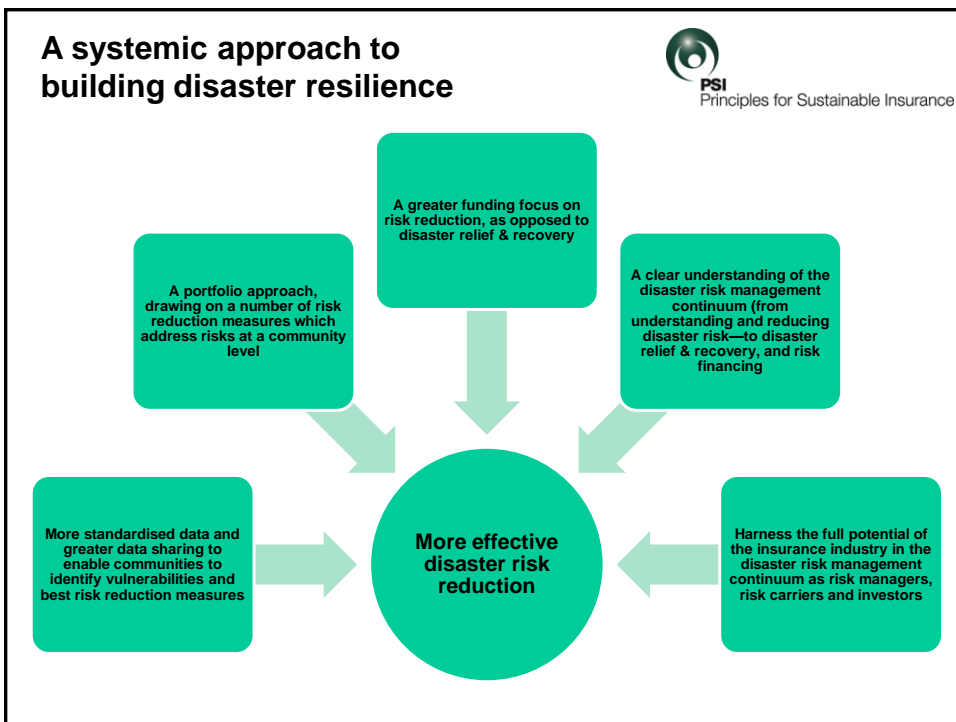 A systemic approach to
building disaster resilience
PSI
Principles for Sustainable Insurance
A greater funding focus on
risk reduction, as opposed to
disaster relief & recovery
A portfolio approach,
drawing on a number of risk
reduction measures which
address risks at a community
level
A clear understanding of the
disaster risk management
continuum (from
understanding and reducing
disaster risk—to disaster
relief & recovery, and risk
financing
More standardised data and
greater data sharing to
enable communities to
identify vulnerabilities and
best risk reduction measures
More effective
disaster risk
reduction
Harness the full potential of
the insurance industry in the
disaster risk management
continuum as risk managers,
risk carriers and investors